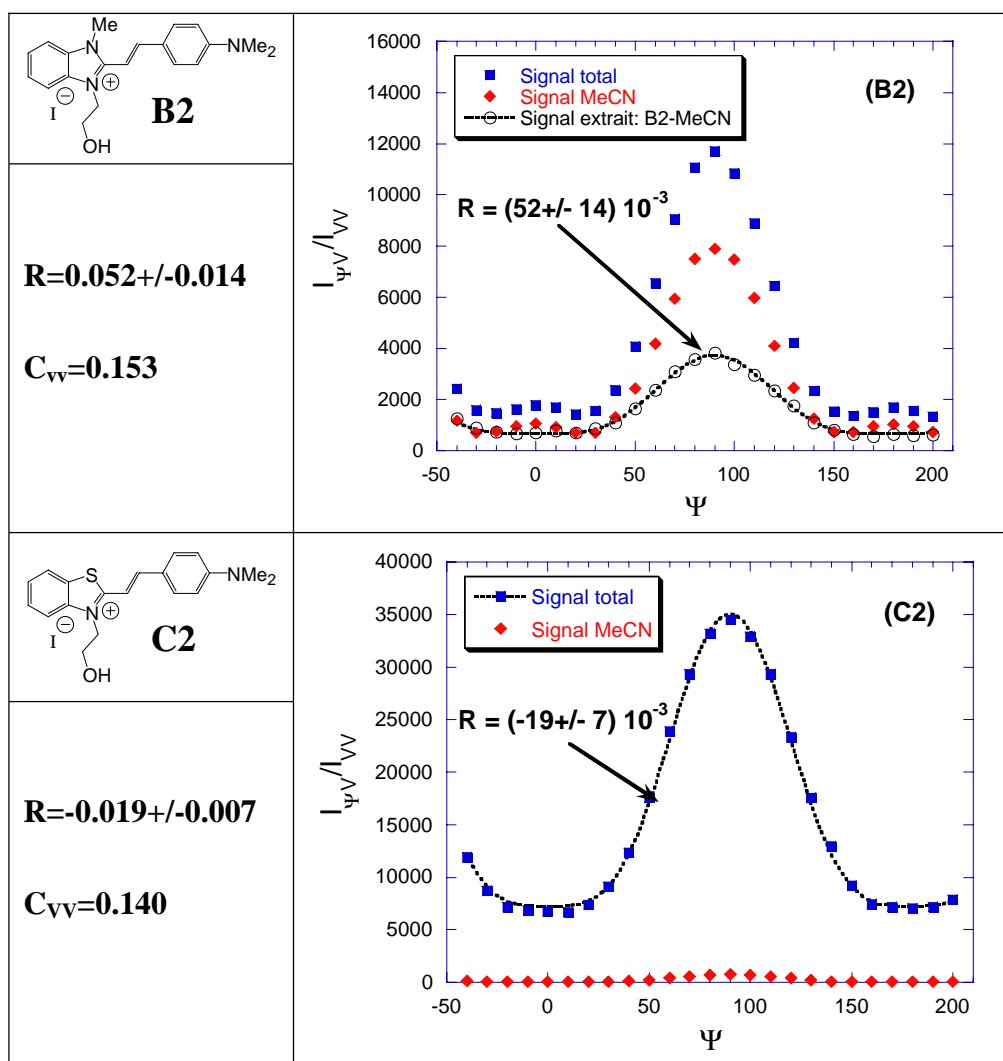 Me
N
NMe2
N
+
I−
B2
OH
R=0.052+/-0.014
Cvv=0.153
16000
14000
12000
10000
8000
6000
4000
2000
0
-50
0
50
100
150
200
IΨV/IVV
Ψ
Signal total
Signal MeCN
Signal extrait: B2-MeCN
(B2)
R = (52+/- 14) 10-3
S
NMe2
N
+
I−
C2
OH
R=-0.019+/-0.007
CVV=0.140
40000
35000
30000
25000
20000
15000
10000
5000
0
-50
0
50
100
150
200
IΨV/IVV
Ψ
Signal total
Signal MeCN
(C2)
R = (-19+/- 7) 10-3